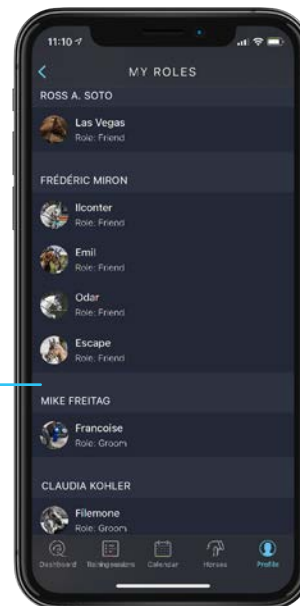 11:10
MY ROLES
ROSS A. SOTO
Las Vegas
Role: Friend
FRÉDÉRIC MIRON
Ilconter
Role: Friend
Emil
Role: Friend
Odar
Role: Friend
Escape
Role: Friend
MIKE FREITAG
Francoise
Role: Groom
CLAUDIA KOHLER
Filemone
Role: Groom
Dashboard Trainingsessions Calendar Horses Profile